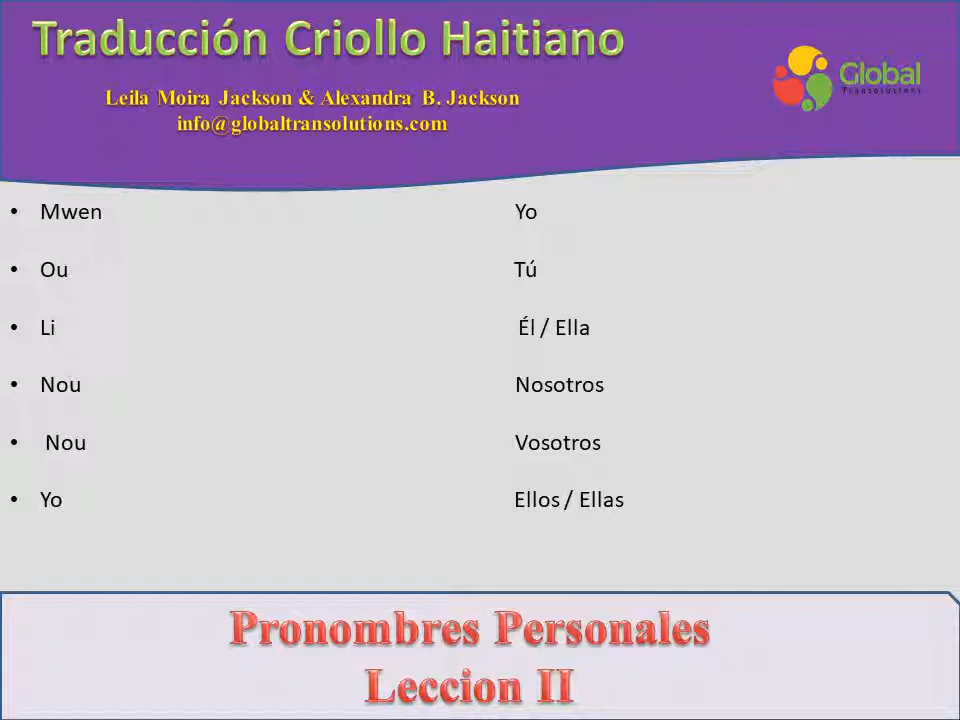 Traducción Criollo Haitiano
Leila Moira Jackson & Alexandra B. Jackson
info@globaltransolutions.com
Global
Transolutions
• Mwen Yo
• Ou Tú
• Li Él / Ella
• Nou Nosotros
• Nou Vosotros
• Yo Ellos / Ellas
Pronombres Personales
Leccion II